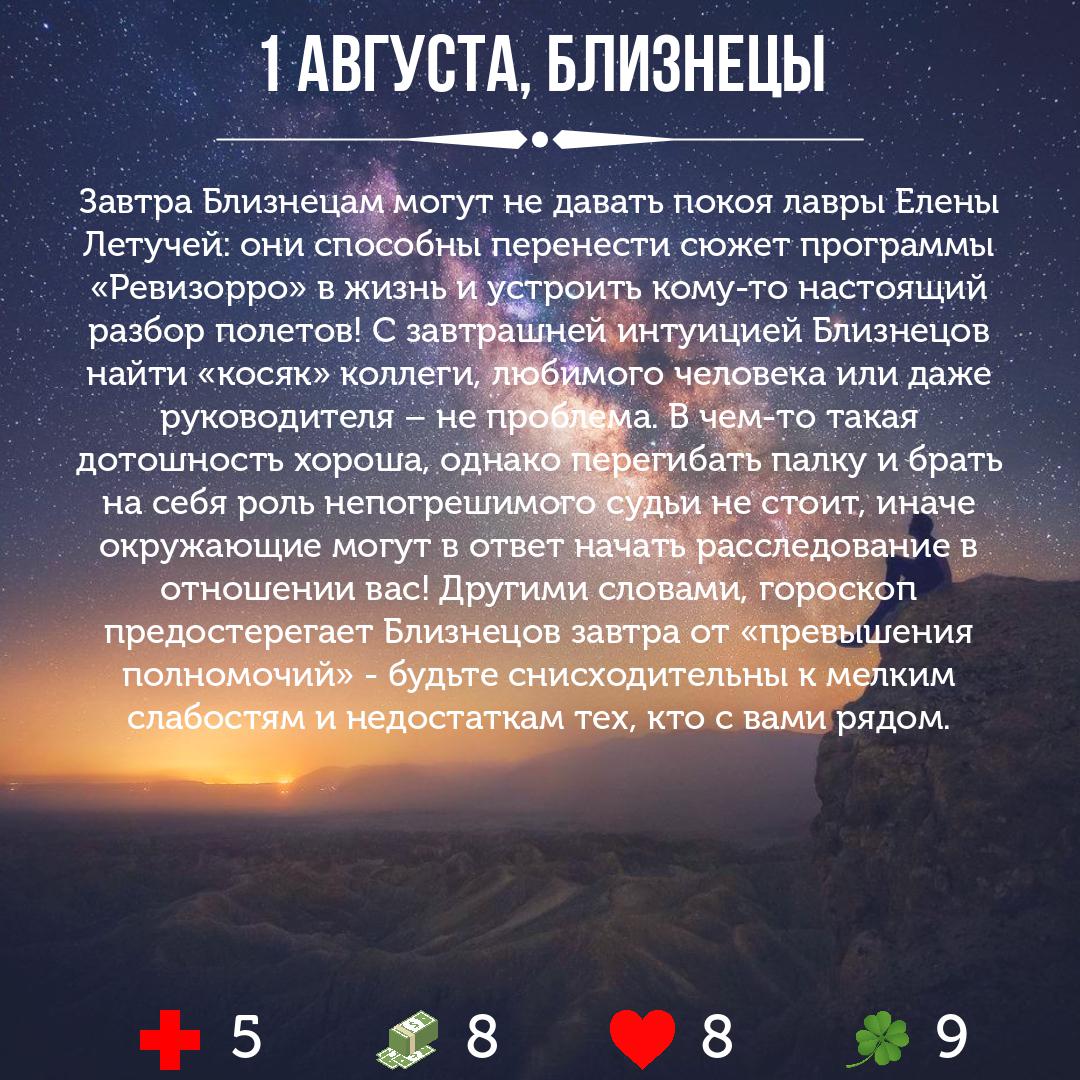 1 АВГУСТА, БЛИЗНЕЦЫ
Завтра Близнецам могут не давать покоя лавры Елены
Летучей: они способны перенести сюжет программы
«Ревизорро» в жизнь и устроить кому-то настоящий
разбор полетов! С завтрашней интуицией Близнецов
найти «косяк» коллеги, любимого человека или даже
руководителя – не проблема. В чем-то такая
дотошность хороша, однако перегибать палку и брать
на себя роль непогрешимого судьи не стоит, иначе
окружающие могут в ответ начать расследование в
отношении вас! Другими словами, гороскоп
предостерегает Близнецов завтра от «превышения
полномочий» - будьте снисходительны к мелким
слабостям и недостаткам тех, кто с вами рядом.
5 8 8 9